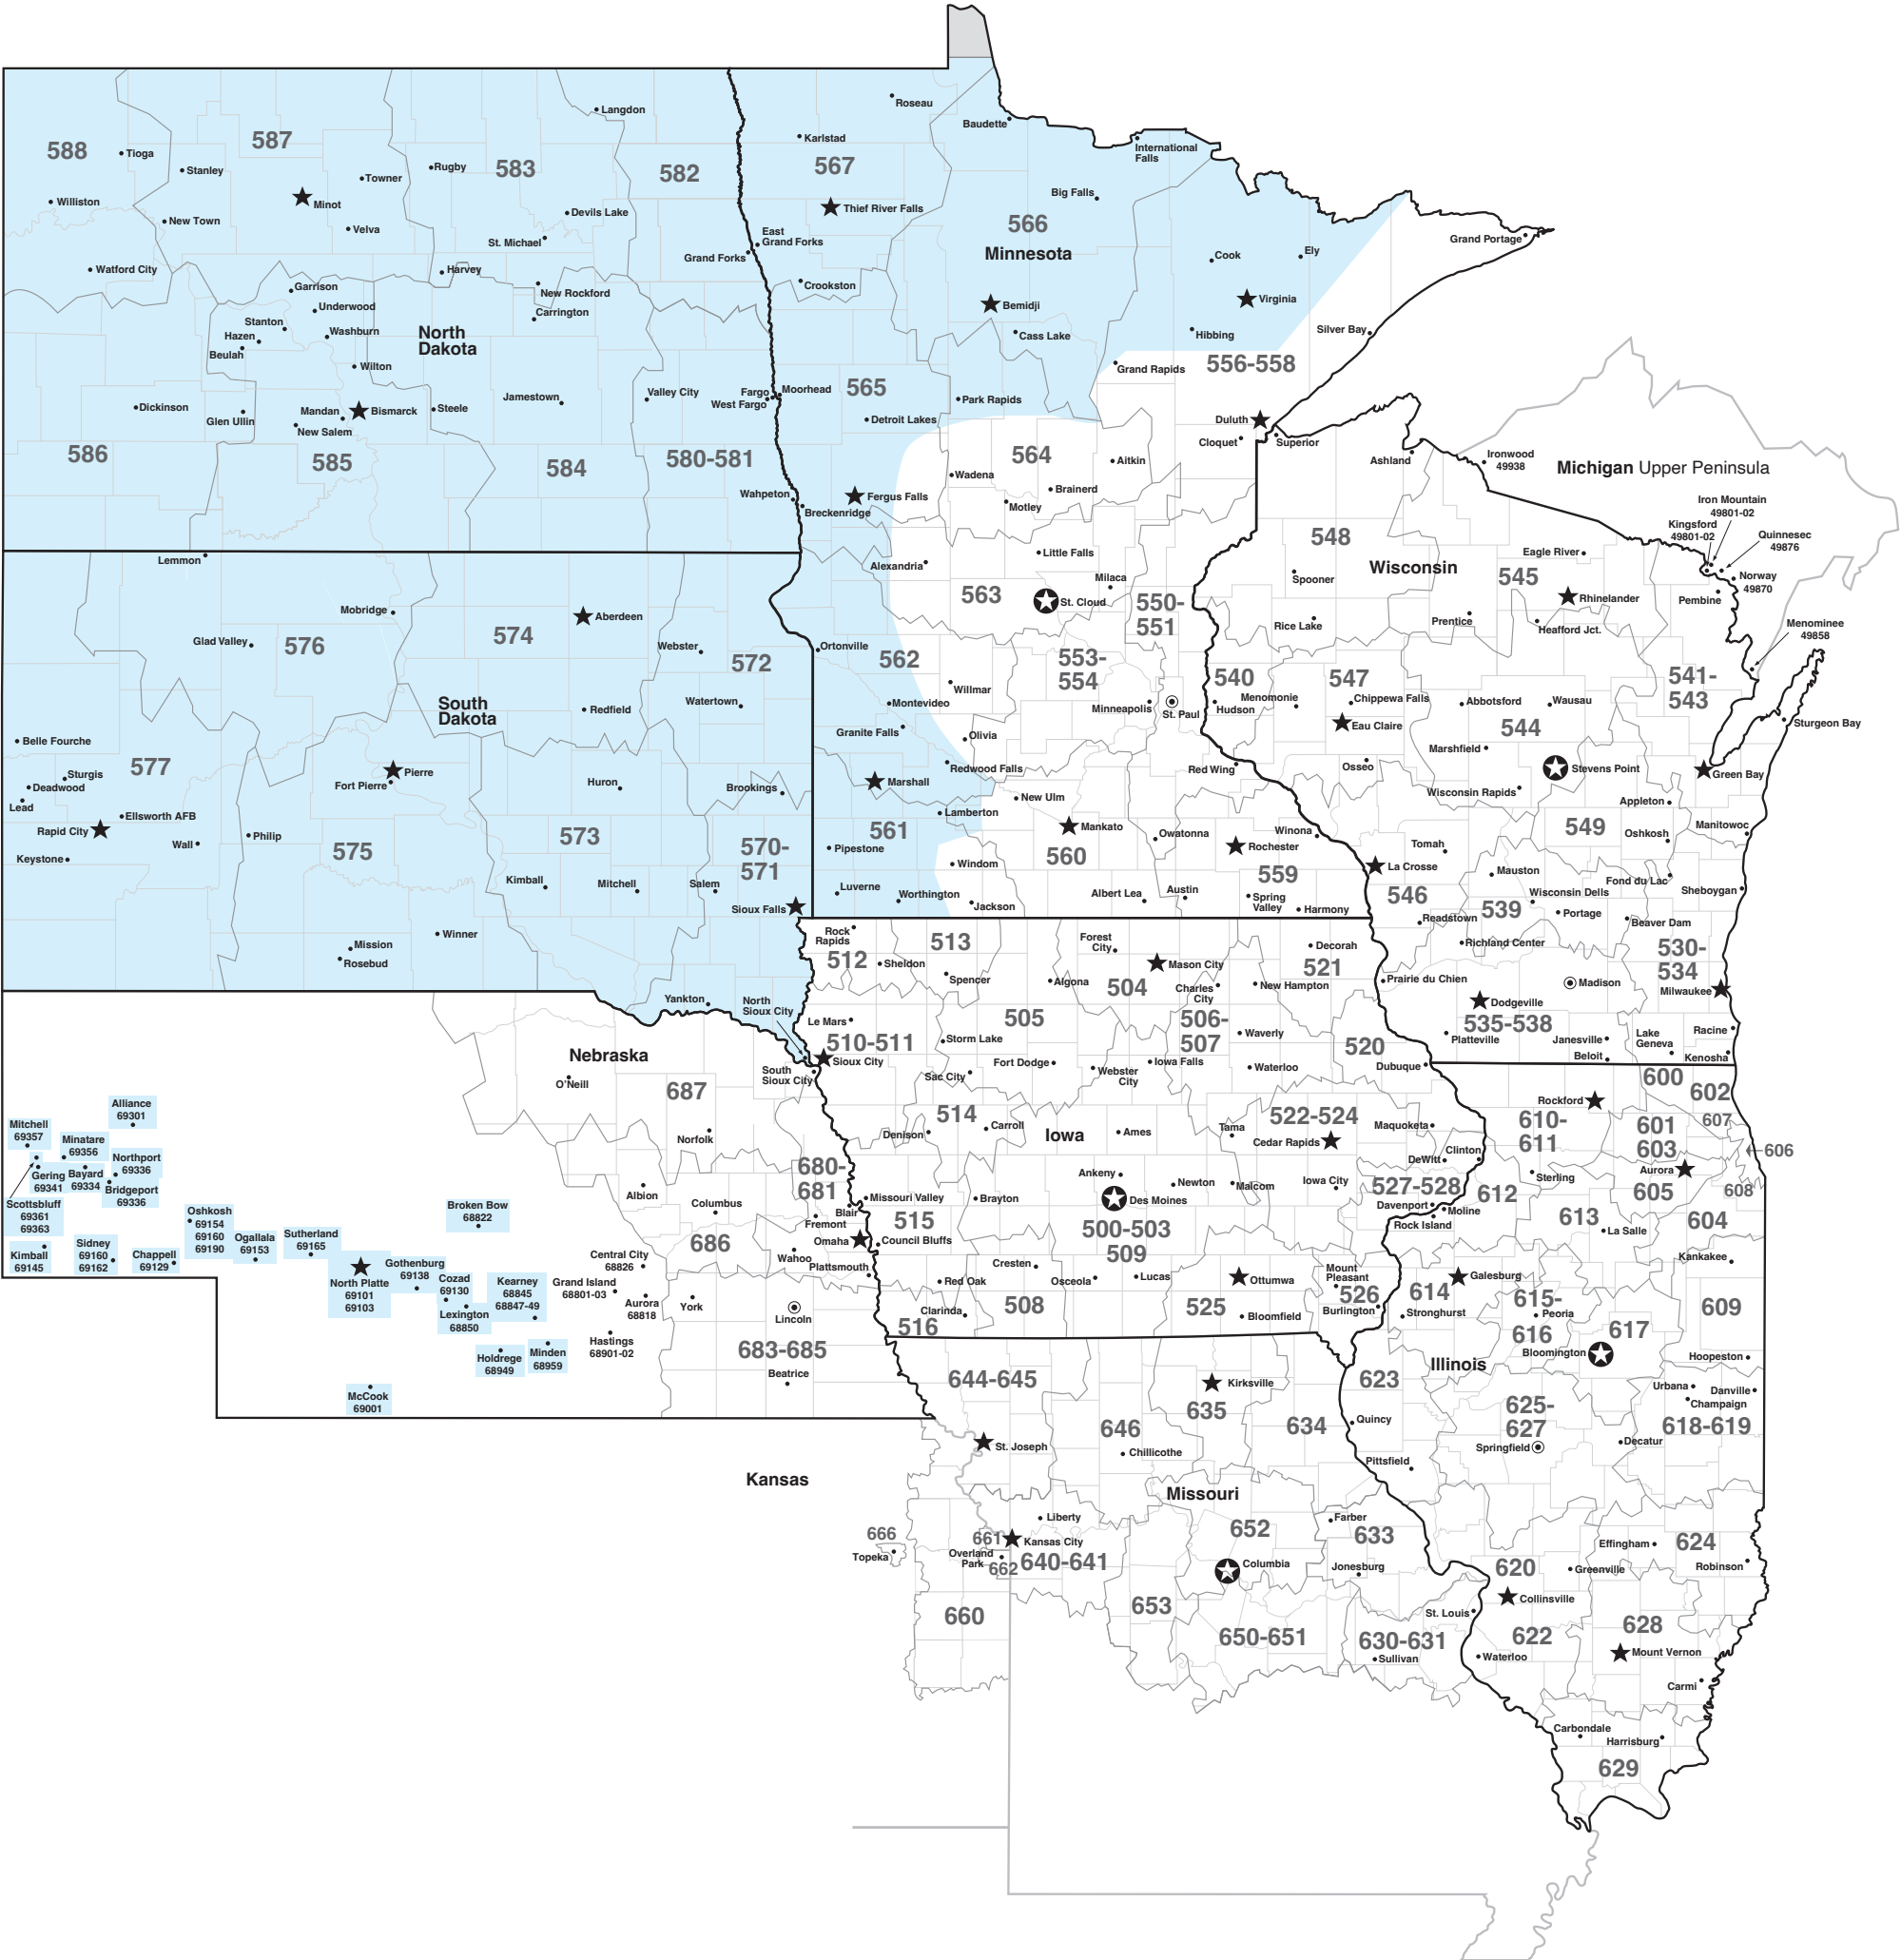 588
Tioga
Williston
Watford City
587
Stanley
Minot
New Town
Towner
Velva
Rugby
583
Langdon
Devils Lake
St. Michael
Harvey
582
Grand Forks
East
Grand Forks
Garrison
Underwood
Stanton
Hazen
Washburn
Beulah
Wilton
North
Dakota
New Rockford
Carrington
Dickinson
Glen Ullin
Mandan
Bismarck
New Salem
Steele
Jamestown
Valley City
Fargo
West Fargo
Moorhead
586
585
584
580-581
Wahpeton
Breckenridge
Roseau
Baudette
Karlstad
567
Thief River Falls
Crookston
International
Falls
Big Falls
566
Minnesota
Bemidji
Cass Lake
Cook
Ely
Virginia
Hibbing
Grand Portage
Silver Bay
Grand Rapids
556-558
565
Detroit Lakes
Park Rapids
Duluth
Cloquet
Superior
564
Wadena
Aitkin
Brainerd
Motley
Fergus Falls
Little Falls
Alexandria
Milaca
563
St. Cloud
550-
551
Ortonville
562
553-
554
Willmar
Montevideo
Minneapolis
St. Paul
Granite Falls
Olivia
Redwood Falls
Marshall
Red Wing
New Ulm
Lamberton
Mankato
561
Pipestone
Owatonna
Winona
Rochester
560
Windom
559
Luverne
Worthington
Jackson
Albert Lea
Austin
Spring
Valley
Harmony
Lemmon
Mobridge
Glad Valley
576
574
Aberdeen
Webster
572
South
Dakota
Redfield
Watertown
Belle Fourche
577
Sturgis
Deadwood
Lead
Pierre
Fort Pierre
Huron
Brookings
Ellsworth AFB
Rapid City
Wall
Philip
Keystone
575
573
570-
571
Kimball
Mitchell
Salem
Sioux Falls
Winner
Mission
Rosebud
Yankton
North
Sioux City
Ashland
Ironwood
49938
Michigan Upper Peninsula
Iron Mountain
49801-02
Kingsford
49801-02
Quinnesec
49876
Norway
49870
Pembine
Menominee
49858
548
Wisconsin
Eagle River
545
Spooner
Rhinelander
Rice Lake
Prentice
Heafford Jct.
540
547
541-
543
Menomonie
Hudson
Chippewa Falls
Eau Claire
Abbotsford
Wausau
544
Sturgeon Bay
Marshfield
Osseo
Stevens Point
Green Bay
Wisconsin Rapids
Appleton
549
Oshkosh
Manitowoc
Tomah
La Crosse
Mauston
Fond du Lac
546
Wisconsin Dells
Sheboygan
539
Portage
Readstown
Beaver Dam
Richland Center
530-
534
Prairie du Chien
Madison
Milwaukee
Dodgeville
535-538
Platteville
Janesville
Lake
Geneva
Racine
Beloit
Kenosha
Rock
Rapids
512
513
Sheldon
Spencer
Forest
City
Mason City
Algona
504
Charles
City
Decorah
521
New Hampton
Le Mars
505
506-
507
510-511
Storm Lake
Waverly
520
Sioux City
Fort Dodge
Iowa Falls
Sac City
Webster
City
Waterloo
Dubuque
514
Carroll
Denison
Iowa
Ames
522-524
Tama
Cedar Rapids
Maquoketa
DeWitt
Clinton
Ankeny
Missouri Valley
Brayton
Des Moines
Newton
Malcom
Iowa City
527-528
Davenport
515
Council Bluffs
500-503
509
Creston
Osceola
Lucas
Ottumwa
Mount
Pleasant
Red Oak
508
525
526
Burlington
Clarinda
516
Bloomfield
Nebraska
O'Neill
687
South
Sioux City
Norfolk
680-
681
Albion
Columbus
Blair
Fremont
686
Omaha
Wahoo
Plattsmouth
York
Lincoln
683-685
Beatrice
Alliance
69301
Mitchell
69357
Minatare
69356
Northport
69336
Gering
69341
Bayard
69334
Bridgeport
69336
Scottsbluff
69361
69363
Kimball
69145
Sidney
69160
69162
Chappell
69129
Oshkosh
69154
69160
69190
Ogallala
69153
Sutherland
69165
North Platte
69101
69103
Gothenburg
69138
Cozad
69130
Lexington
68850
Broken Bow
68822
Kearney
68845
68847-49
Holdrege
68949
Minden
68959
McCook
69001
Central City
68826
Grand Island
68801-03
Aurora
68818
Hastings
68901-02
Kansas
666
Topeka
661
Overland
Park
662
660
644-645
St. Joseph
646
Chillicothe
Kirksville
635
634
Missouri
Liberty
Kansas City
640-641
652
Columbia
Farber
633
Jonesburg
653
650-651
St. Louis
630-631
Sullivan
600
602
Rockford
610-
611
601
603
607
606
Aurora
605
608
Sterling
612
Moline
Rock Island
613
La Salle
604
Kankakee
614
Galesburg
Stronghurst
615-
616
Peoria
617
609
Bloomington
Illinois
Hoopeston
623
Urbana
Danville
Champaign
618-619
625-
627
Quincy
Springfield
Decatur
Pittsfield
Effingham
624
Robinson
620
Greenville
Collinsville
622
628
Waterloo
Mount Vernon
Carmi
Carbondale
Harrisburg
629